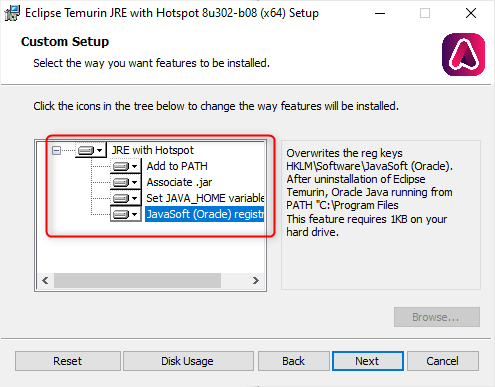 Eclipse Temurin JRE with Hotspot 8u302-b08 (x64) Setup
Custom Setup
Select the way you want features to be installed.
Click the icons in the tree below to change the way features will be installed.
JRE with Hotspot
Add to PATH
Associate .jar
Set JAVA_HOME variable
JavaSoft (Oracle) registr
Overwrites the reg keys
HKLM\Software\JavaSoft (Oracle).
After uninstallation of Eclipse
Temurin, Oracle Java running from
PATH "C:\Program Files
This feature requires 1KB on your
hard drive.
Browse...
Reset
Disk Usage
Back
Next
Cancel